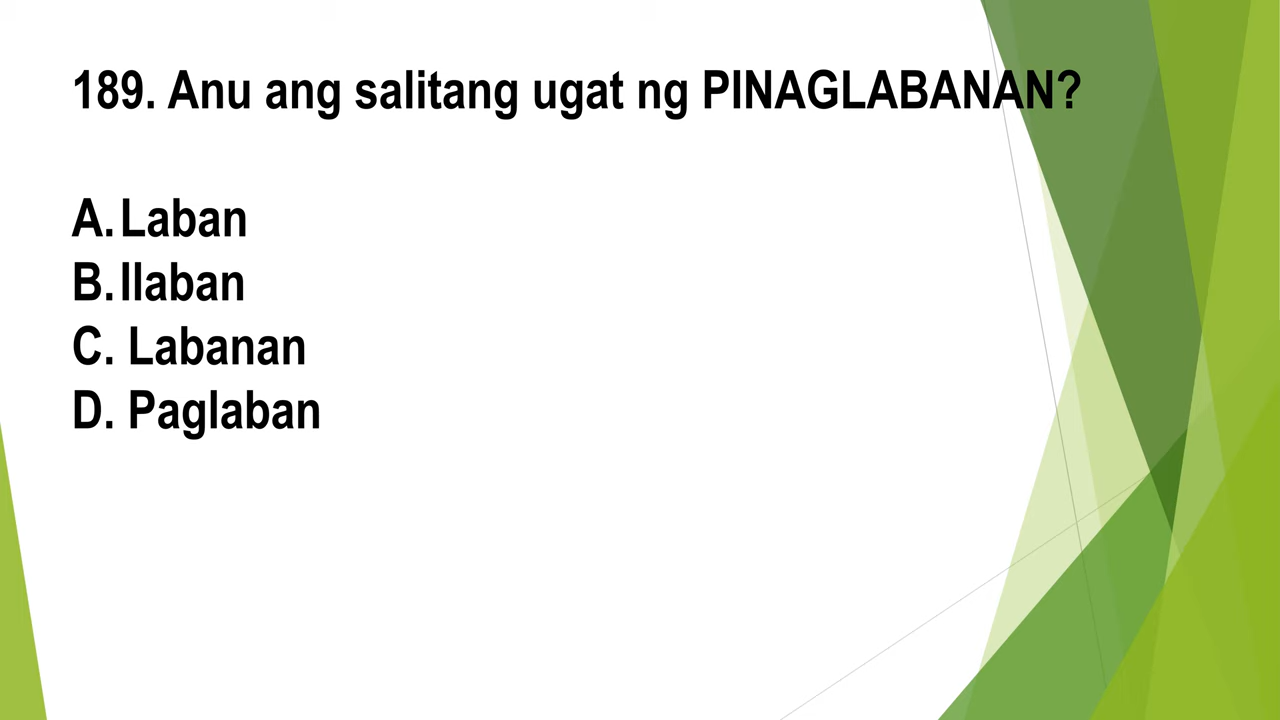 189. Anu ang salitang ugat ng PINAGLABANAN?
A. Laban
B. Ilaban
C. Labanan
D. Paglaban